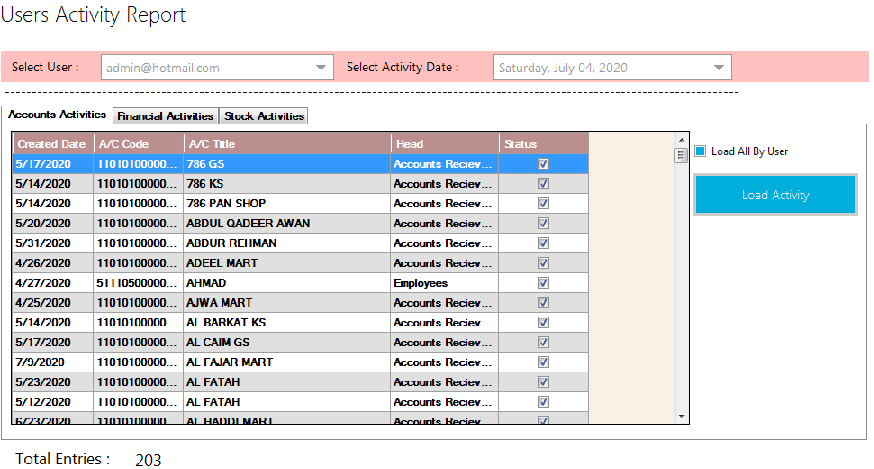 Users Activity Report
Select User : admin@hotmail.com Select Activity Date : Saturday, July 04, 2020
Accounts Activities Financial Activities Stock Activities
Created Date A/C Code A/C Title Head Status
5/17/2020 11010100000... 786 GS Accounts Reciev...
5/14/2020 11010100000... 786 KS Accounts Reciev...
5/14/2020 11010100000... 786 PAN SHOP Accounts Reciev...
5/20/2020 11010100000... ABDUL QADEER AWAN Accounts Reciev...
5/31/2020 11010100000... ABDUR REHMAN Accounts Reciev...
4/26/2020 11010100000... ADEEL MART Accounts Reciev...
4/27/2020 51110500000... AHMAD Employees
4/25/2020 11010100000... AJWA MART Accounts Reciev...
5/14/2020 11010100000 AL BARKAT KS Accounts Reciev
5/17/2020 11010100000... AL CAIM GS Accounts Reciev...
7/9/2020 11010100000... AL FAJAR MART Accounts Reciev...
5/23/2020 11010100000... AL FATAH Accounts Reciev...
5/12/2020 11010100000... AL FATAH Accounts Reciev...
6/23/2020 11010100000... AL HADDI MART Accounts Reciev...
Load All By User
Load Activity
Total Entries : 203